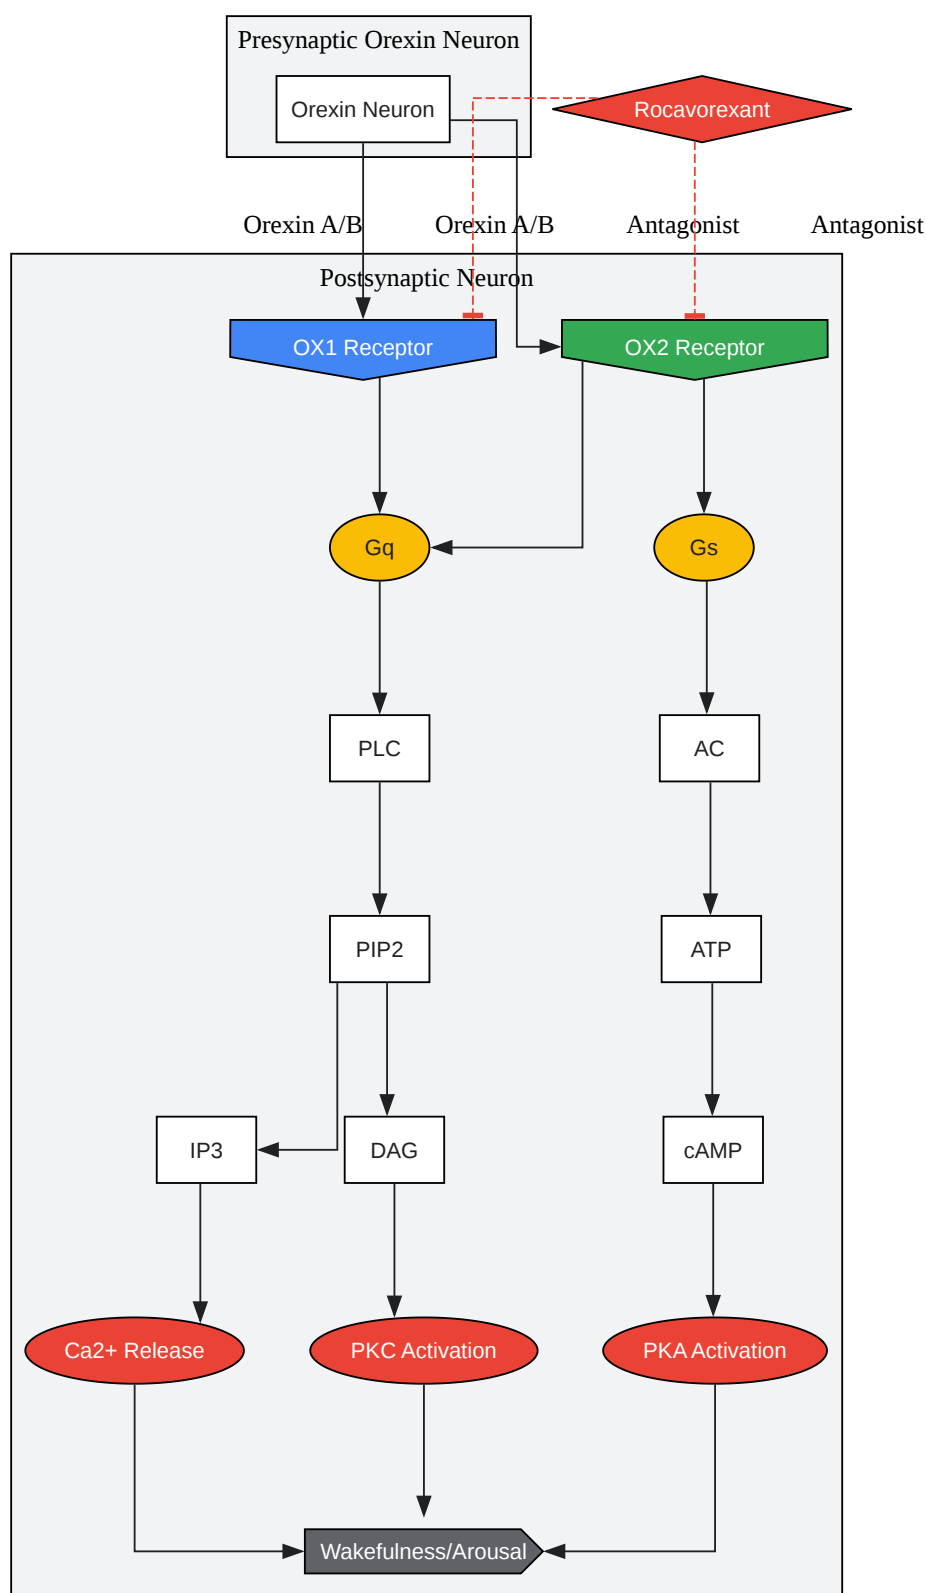 Presynaptic Orexin Neuron
Orexin Neuron
Rocavorexant
Orexin A/B
Orexin A/B
Antagonist
Antagonist
Postsynaptic Neuron
OX1 Receptor
OX2 Receptor
Gq
Gs
PLC
AC
PIP2
ATP
IP3
DAG
cAMP
Ca2+ Release
PKC Activation
PKA Activation
Wakefulness/Arousal